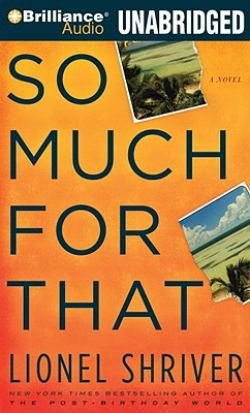 Brilliance Audio UNABRIDGED
SO
A NOVEL
MUCH
FOR
THAT
LIONEL SHRIVER
NEW YORK TIMES BESTSELLING AUTHOR OF
THE POST-BIRTHDAY WORLD